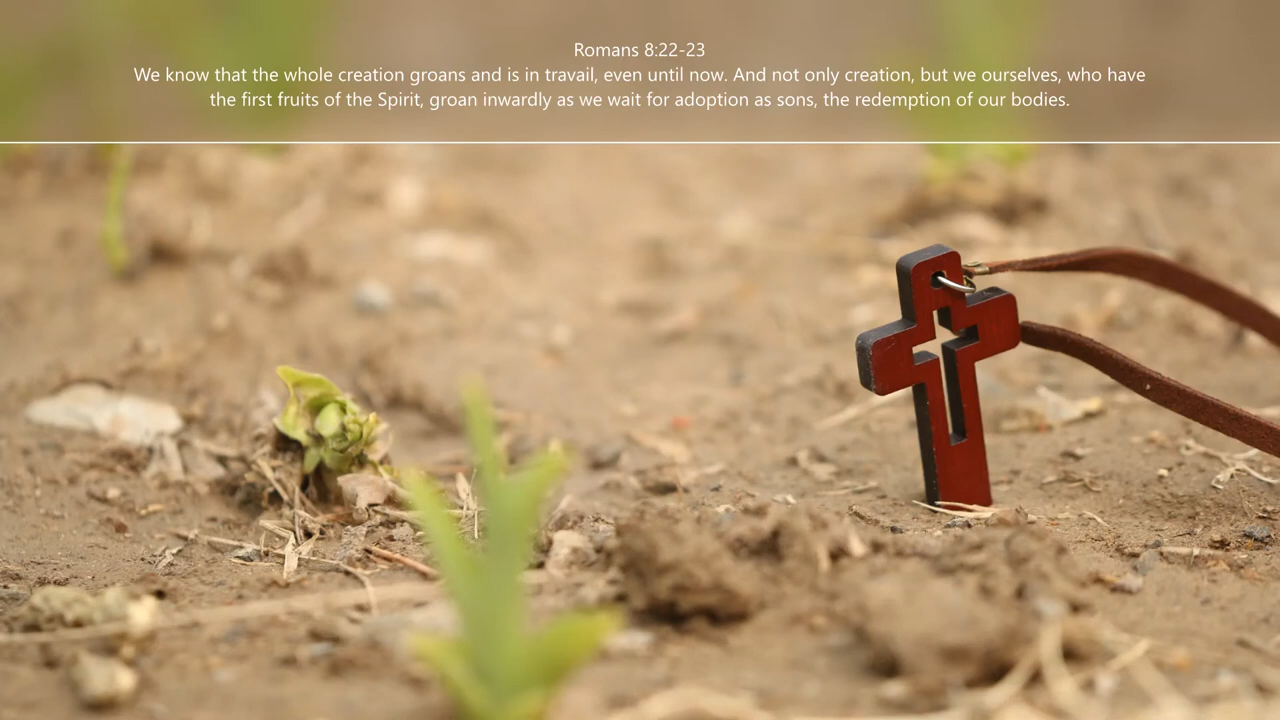 Romans 8:22-23
We know that the whole creation groans and is in travail, even until now. And not only creation, but we ourselves, who have
the first fruits of the Spirit, groan inwardly as we wait for adoption as sons, the redemption of our bodies.